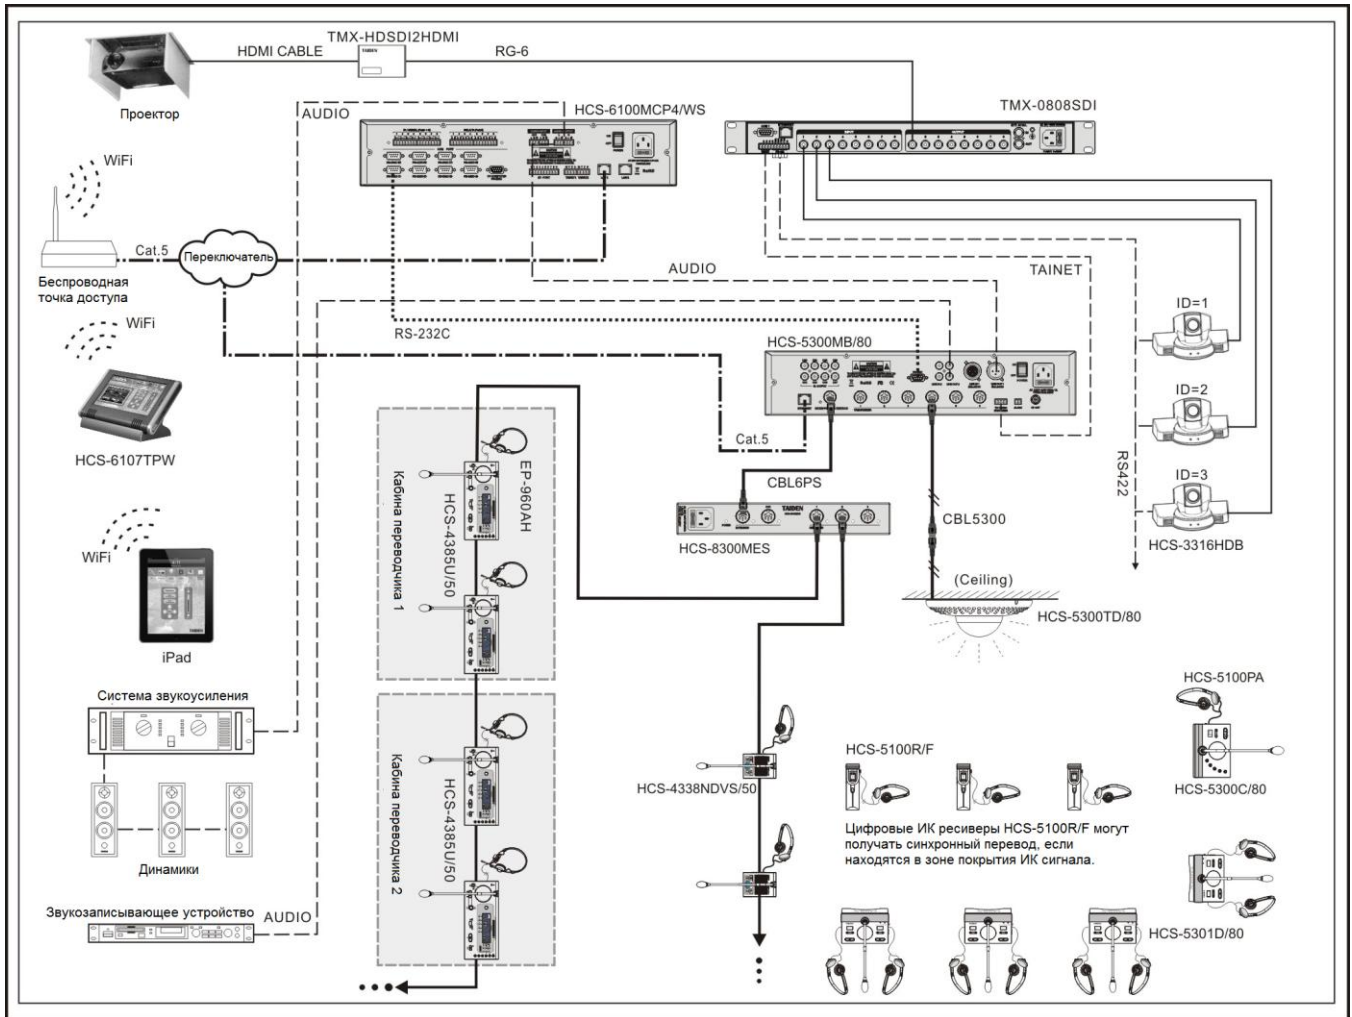 TMX-HDSDI2HDMI
HDMI CABLE
RG-6
TAIDEN
Проектор
AUDIO
HCS-6100MCP4/WS
TMX-0808SDI
INPUT
OUTPUT
WiFi
Cat.5
Переключатель
Беспроводная
точка доступа
AUDIO
TAINET
WiFi
RS-232C
HCS-5300MB/80
ID=1
HCS-6107TPW
Cat.5
ID=2
CBL6PS
RS422
EP-960AH
HCS-4385U/50
Кабина переводчика 1
TAIDEN
CBL5300
ID=3
WiFi
HCS-8300MES
HCS-3316HDB
(Ceiling)
HCS-5300TD/80
iPad
Система звукоусиления
HCS-5100PA
HCS-5100R/F
HCS-4338NDVS/50
HCS-5300C/80
HCS-4385U/50
Кабина переводчика 2
Цифровые ИК ресиверы HCS-5100R/F могут
получать синхронный перевод, если
находятся в зоне покрытия ИК сигнала.
Динамики
Звукозаписывающее устройство
AUDIO
HCS-5301D/80